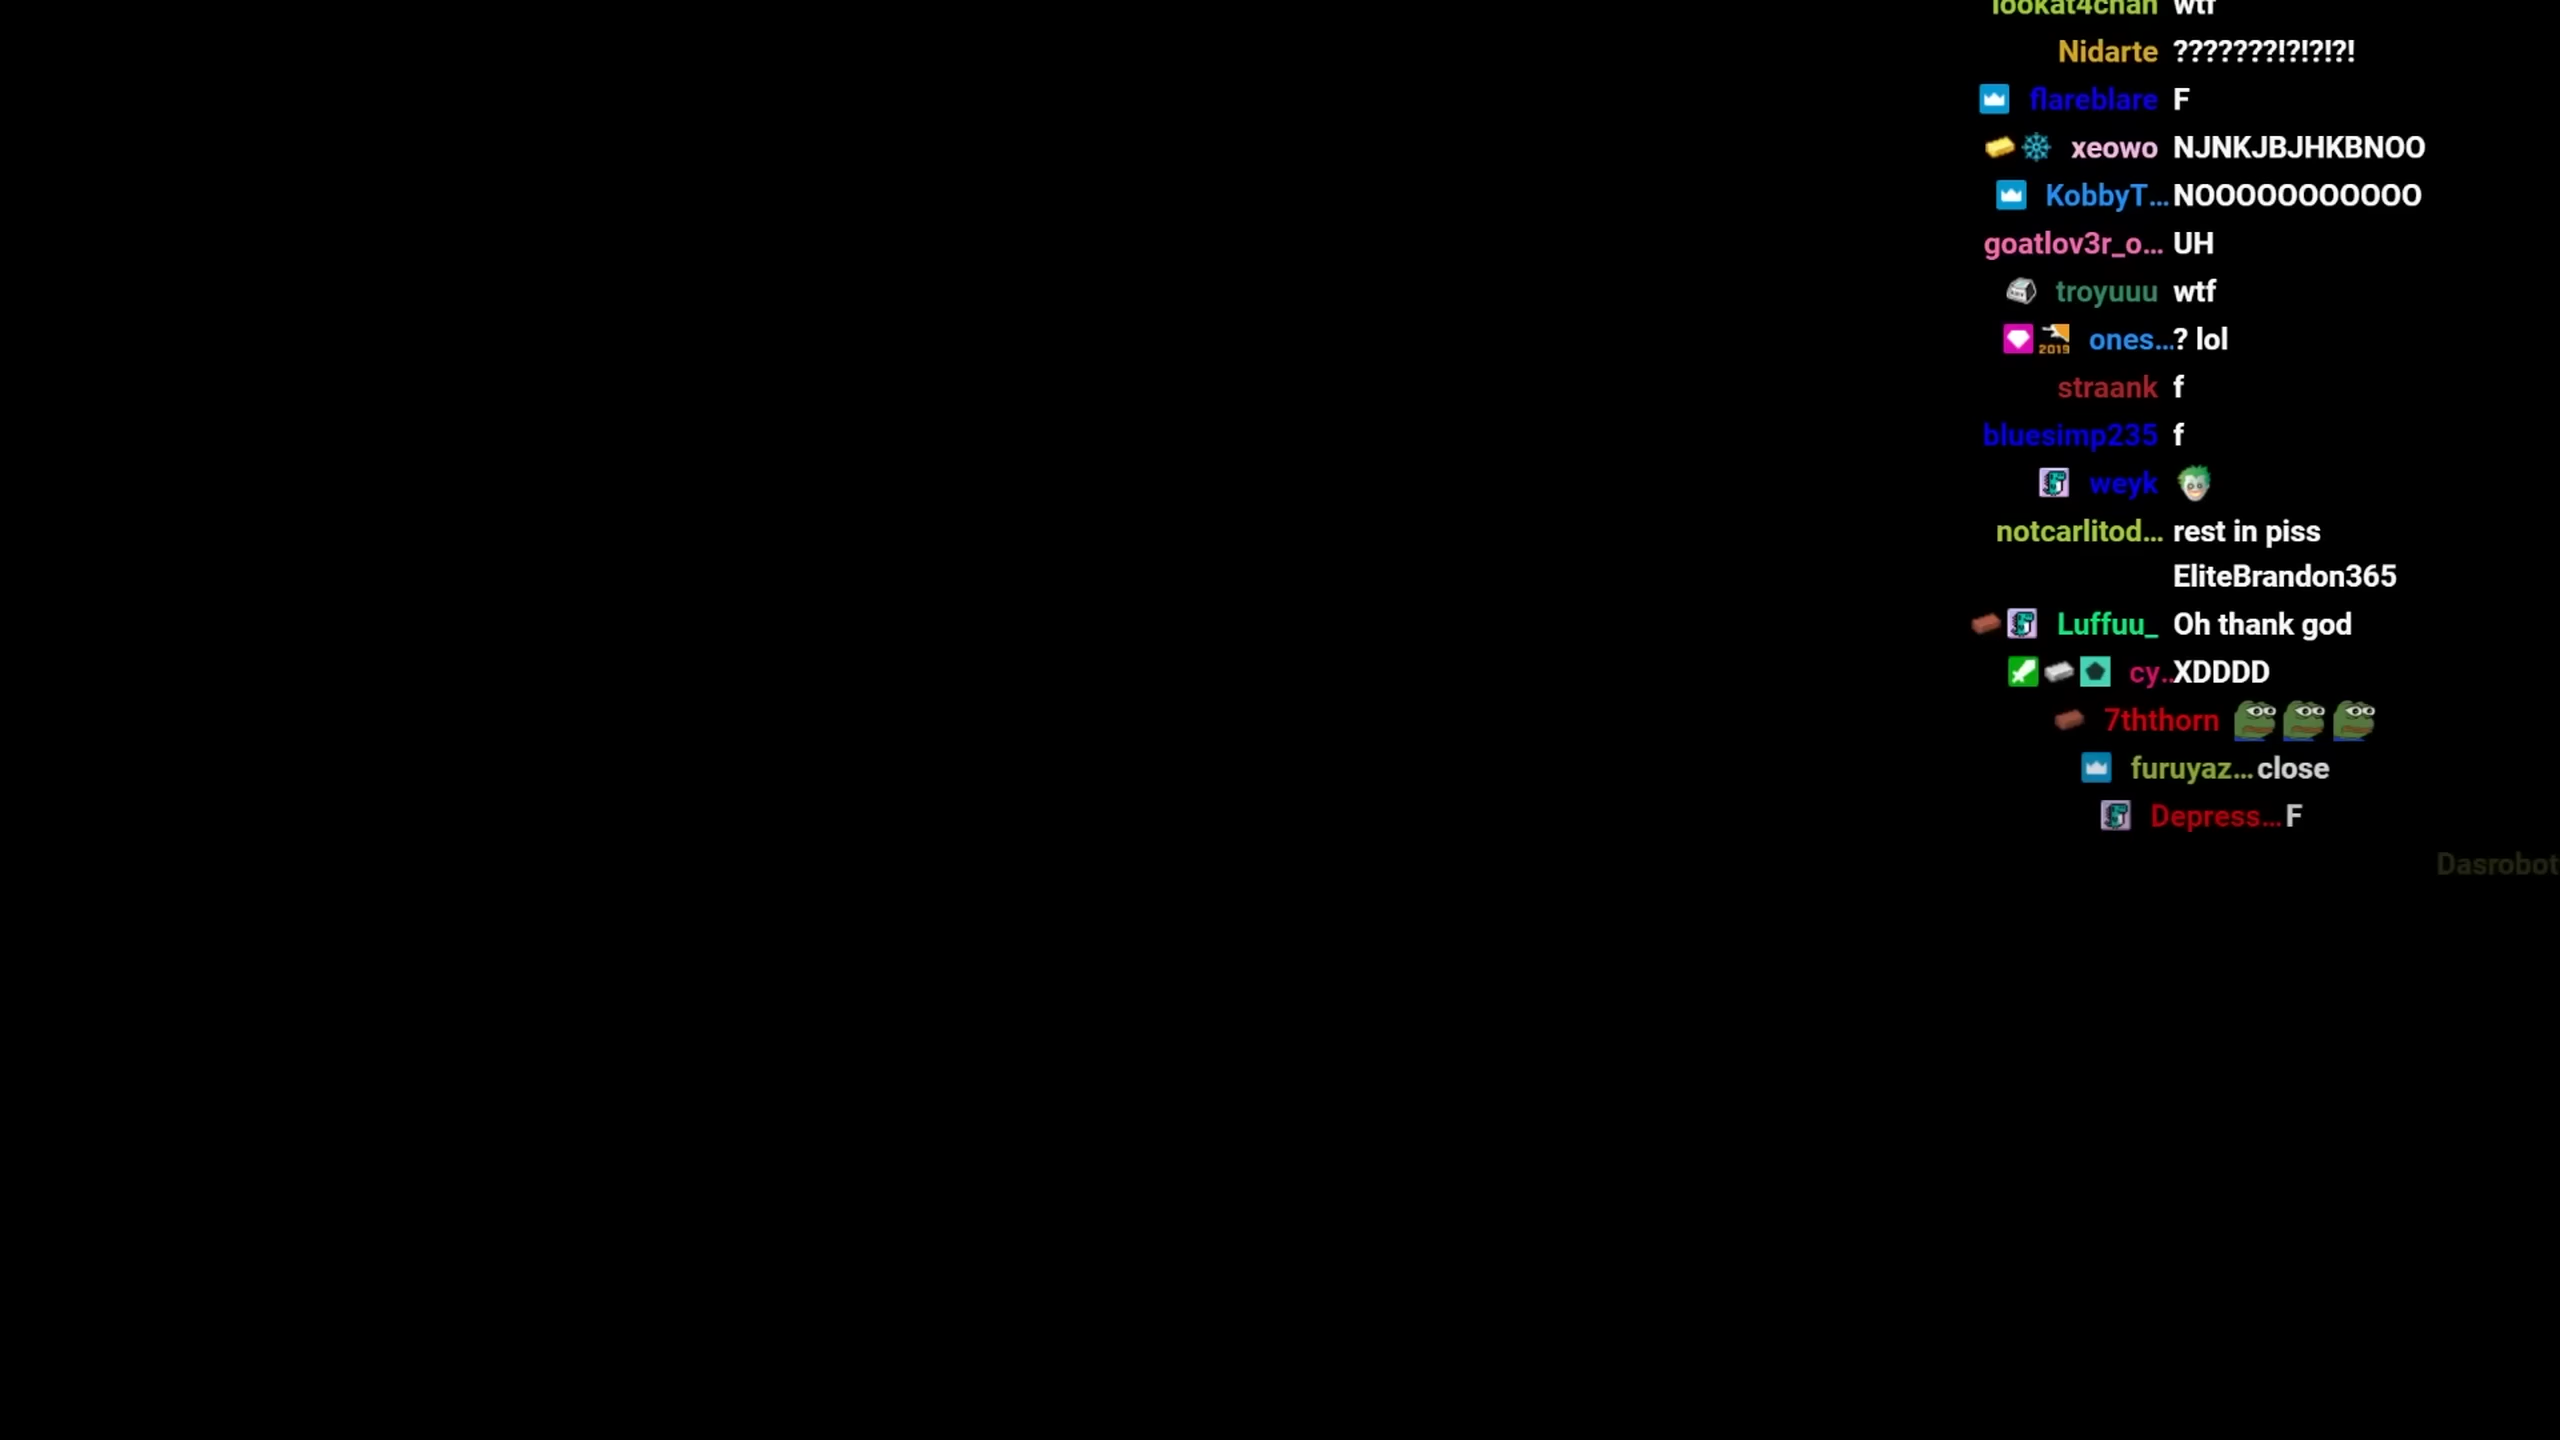 lookat4chan wtf
Nidarte ???????!?!?!?!
flareblare F
xeowo NJNKJBJHKBNOO
KobbyT... NOOOOOOOOOOO
goatlov3r_o... UH
troyuuu wtf
2019 ones... ? lol
straank f
bluesimp235 f
weyk
notcarlitod... rest in piss
EliteBrandon365
Luffuu_ Oh thank god
cy.. XDDDD
7ththorn
furuyaz... close
Depress... F
Dasrobot